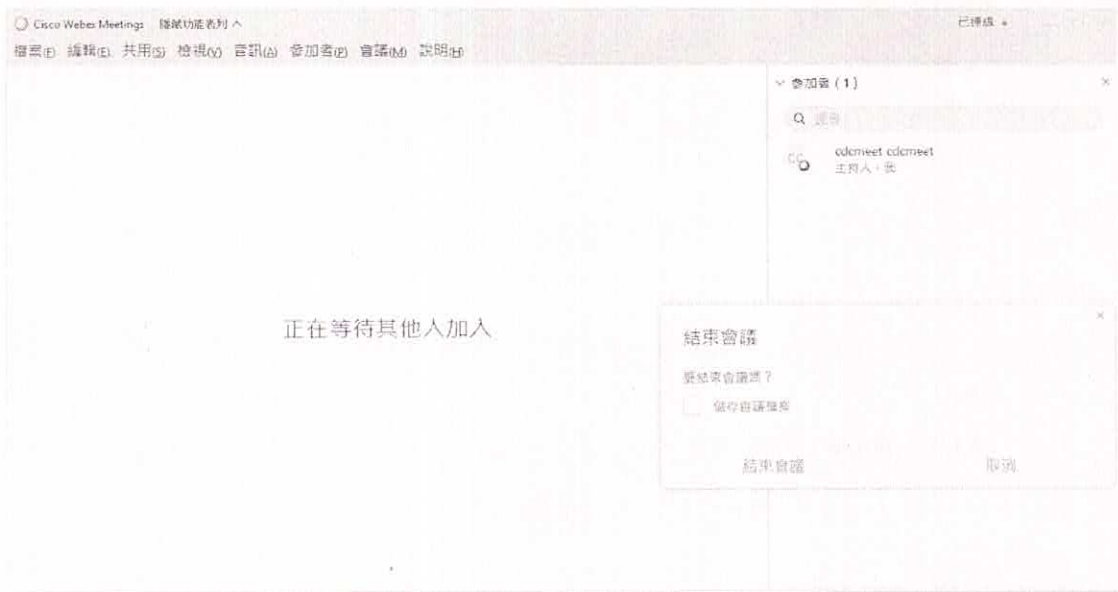 Cisco Webex Meetings 隱藏功能表列 ^
已連線
檔案(F) 編輯(E) 共用(S) 檢視(V) 音訊(A) 參加者(P) 會議(M) 說明(H)
參加者 (1)
搜尋
CC
cdcmeet cdcmeet
主持人，我
正在等待其他人加入
結束會議
要結束會議嗎？
儲存會議檔案
結束會議
取消